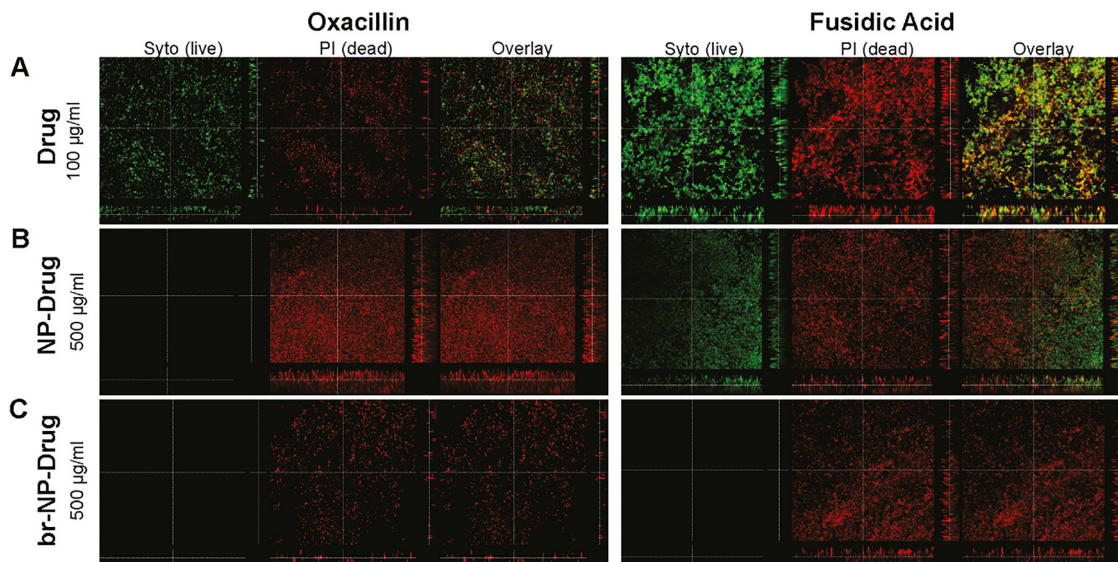 Oxacillin
Fusidic Acid
Syto (live) PI (dead) Overlay
Syto (live) PI (dead) Overlay
A
Drug
100 µg/ml
B
NP-Drug
500 µg/ml
C
br-NP-Drug
500 µg/ml